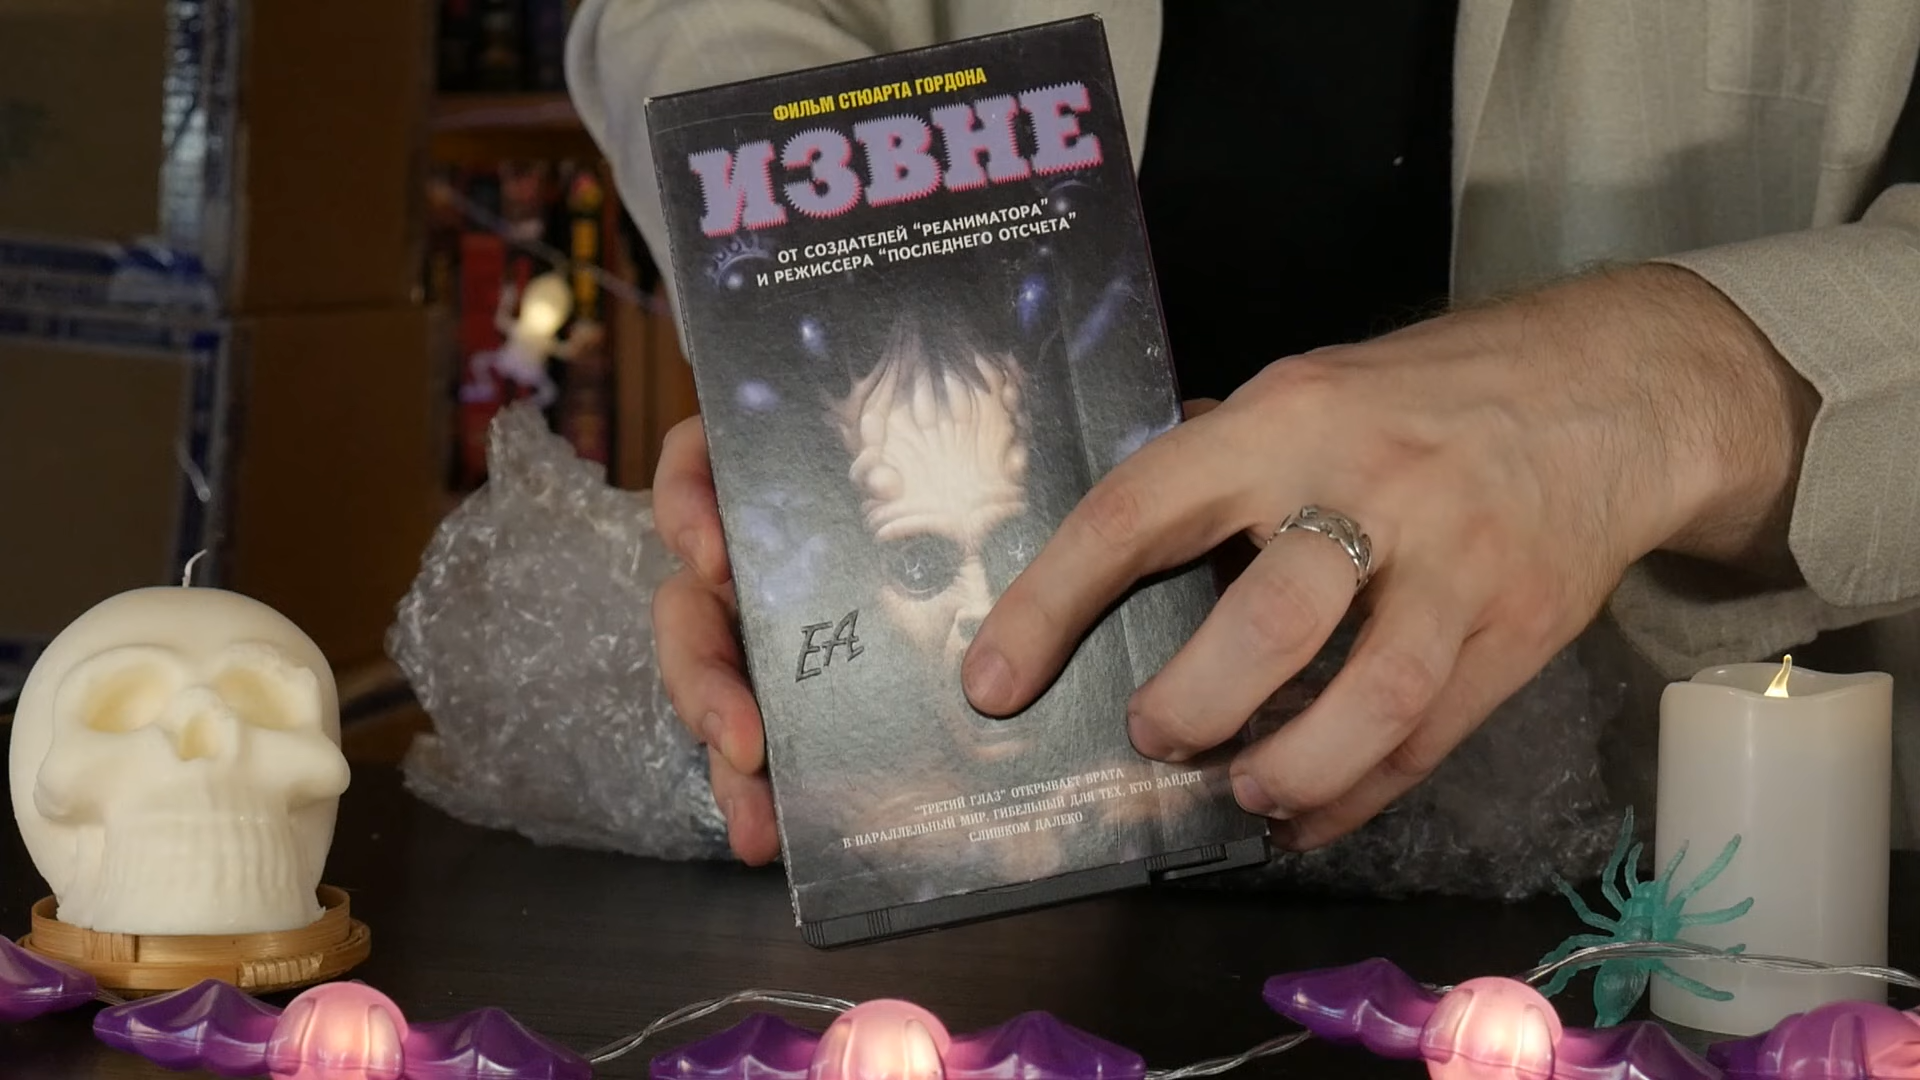 ФИЛЬМ СТЮАРТА ГОРДОНА
ИЗВНЕ
ОТ СОЗДАТЕЛЕЙ “РЕАНИМАТОРА”
И РЕЖИССЕРА “ПОСЛЕДНЕГО ОТСЧЕТА”
EA
“ТРЕТИЙ ГЛАЗ” ОТКРЫВАЕТ ВРАТА
В ПАРАЛЛЕЛЬНЫЙ МИР, ГИБЕЛЬНЫЙ ДЛЯ ТЕХ, КТО ЗАЙДЕТ
СЛИШКОМ ДАЛЕКО